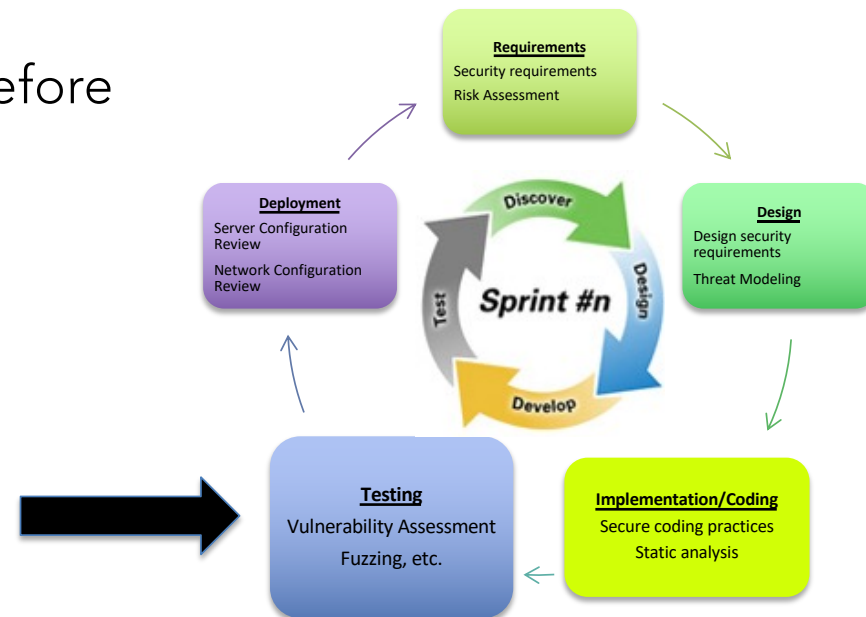 efore
Requirements
Security requirements
Risk Assessment
Deployment
Server Configuration
Review
Network Configuration
Review
Design
Design security
requirements
Threat Modeling
Discover
Design
Develop
Test
Sprint #n
Testing
Vulnerability Assessment
Fuzzing, etc.
Implementation/Coding
Secure coding practices
Static analysis